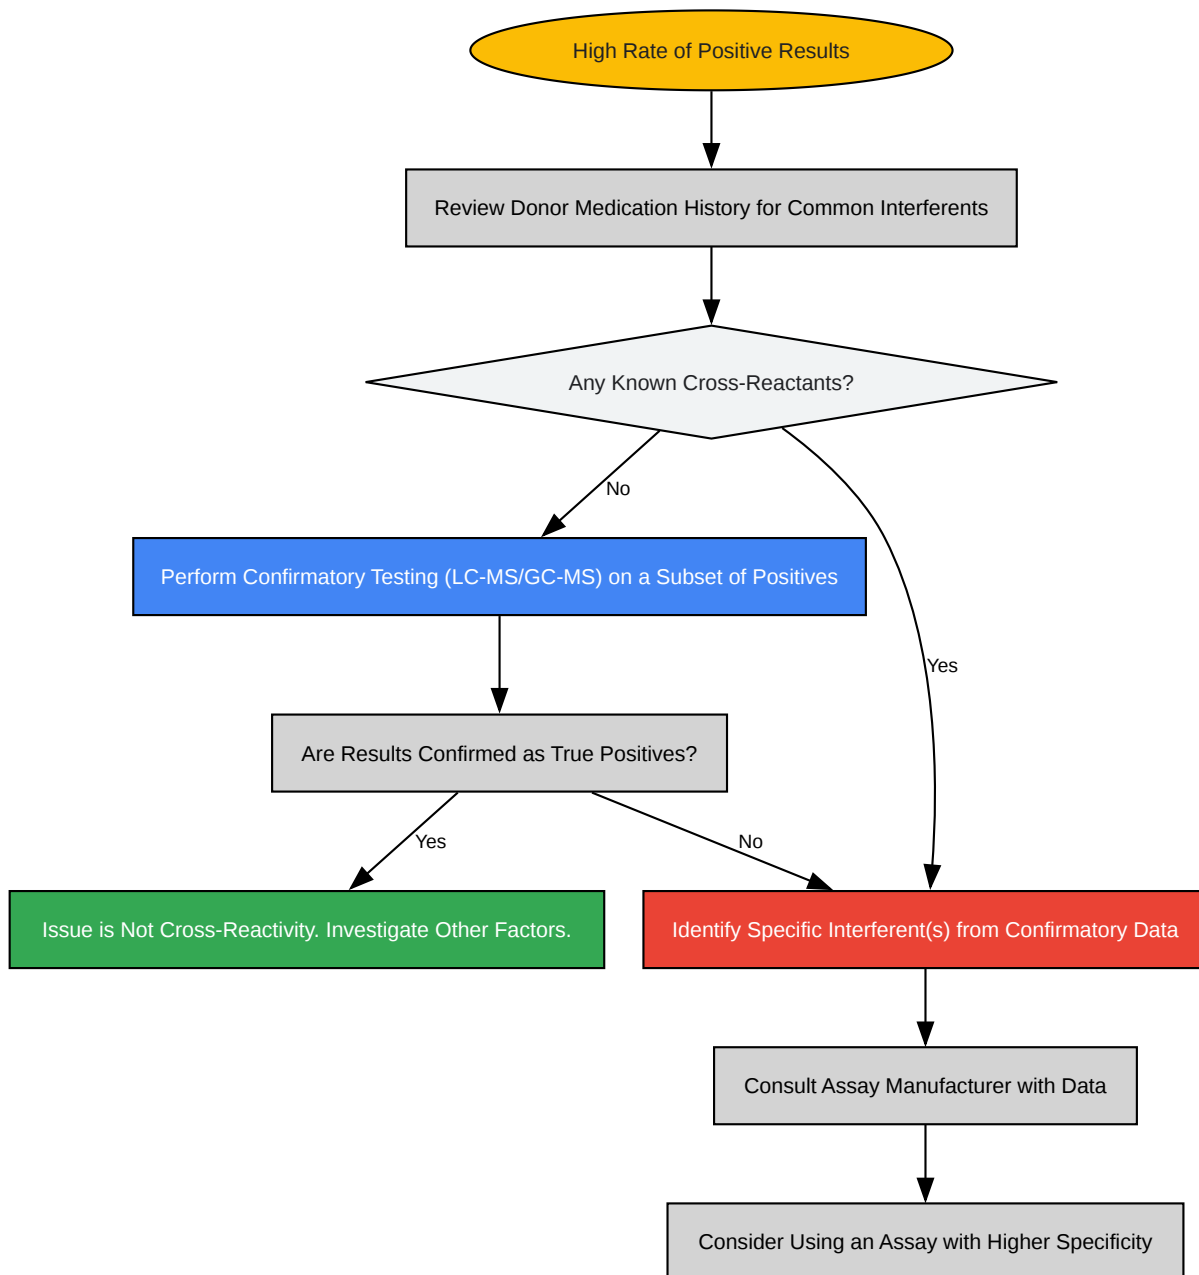 High Rate of Positive Results
Review Donor Medication History for Common Interferents
Any Known Cross-Reactants?
No
Perform Confirmatory Testing (LC-MS/GC-MS) on a Subset of Positives
Yes
Are Results Confirmed as True Positives?
Yes
No
Issue is Not Cross-Reactivity. Investigate Other Factors.
Identify Specific Interferent(s) from Confirmatory Data
Consult Assay Manufacturer with Data
Consider Using an Assay with Higher Specificity